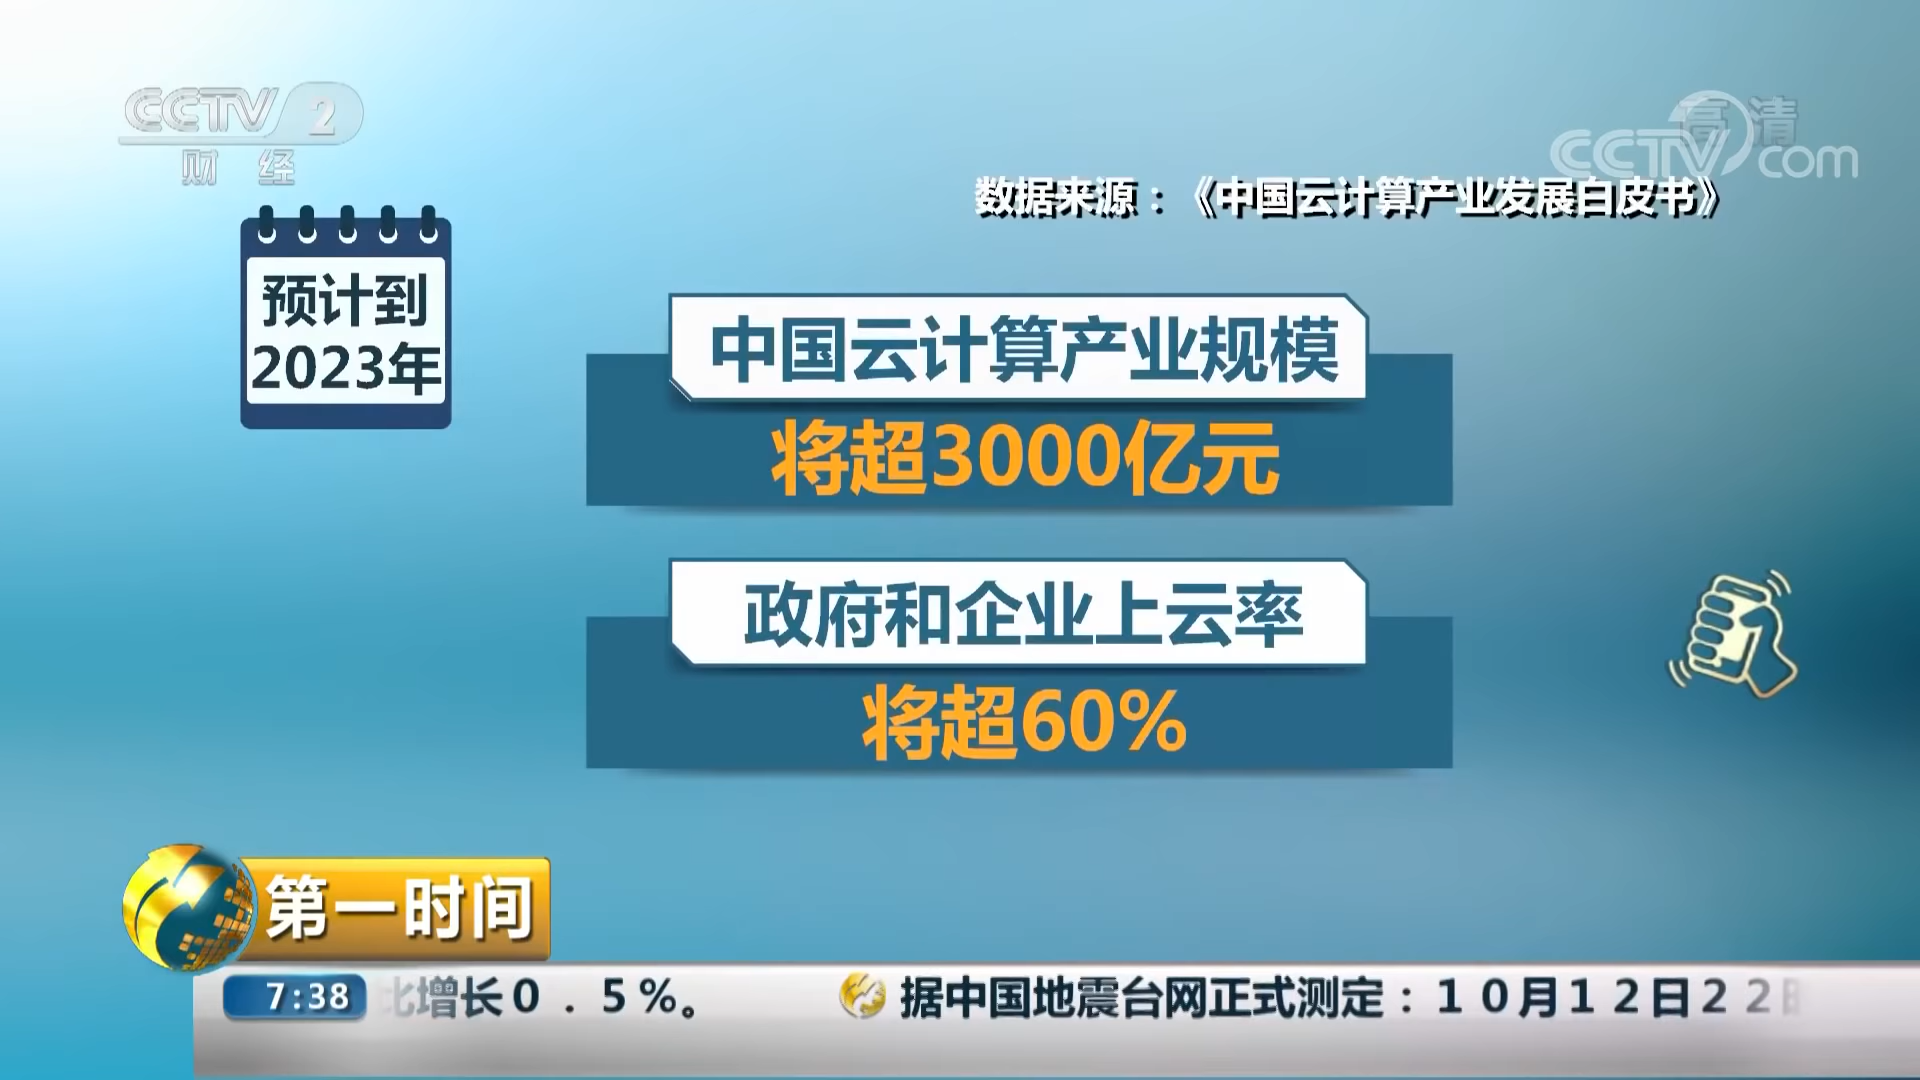 CCTV 2
财 经
高清
CCTV.com
数据来源：《中国云计算产业发展白皮书》
预计到
2023年
中国云计算产业规模
将超3000亿元
政府和企业上云率
将超60%
第一时间
7:38
比增长0．5%。
据中国地震台网正式测定：10月12日22时